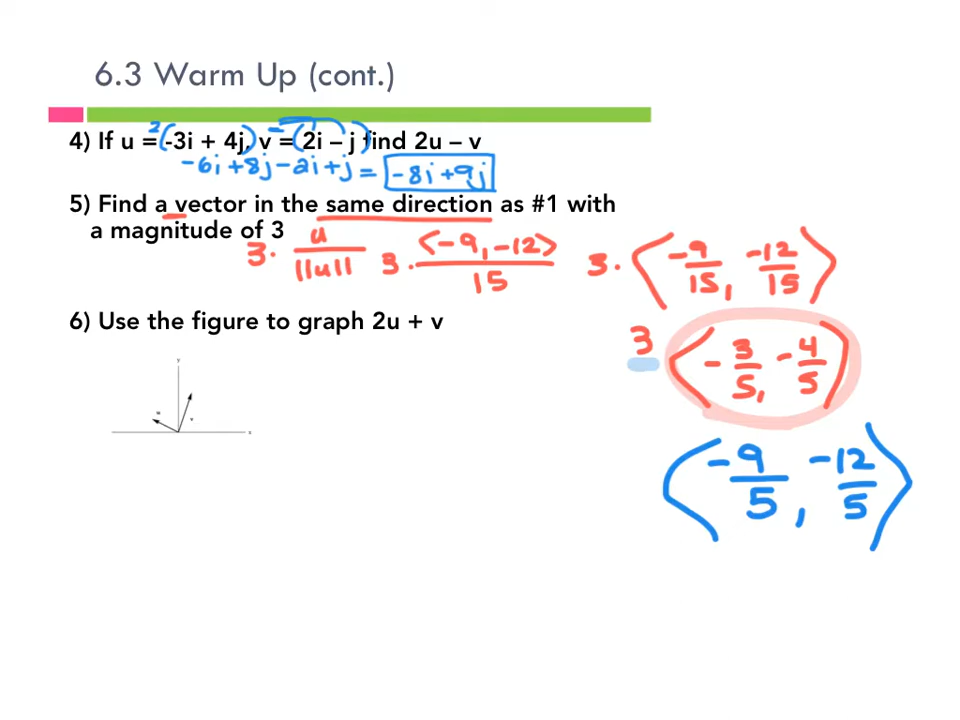 6.3 Warm Up (cont.)
4) If u = 2(-3i + 4j), v = -(2i – j) find 2u – v
-6i+8j-2i+j = -8i+9j
5) Find a vector in the same direction as #1 with
a magnitude of 3
3· u/||u|| 3· <-9,-12>/15 3· <-9/15, -12/15>
6) Use the figure to graph 2u + v
3 <-3/5, -4/5>
<-9/5, -12/5>
y
u
v
x